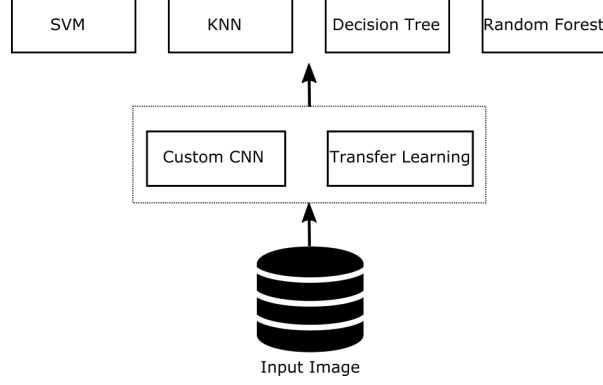 SVM
KNN
Decision Tree
Random Forest
Custom CNN
Transfer Learning
Input Image